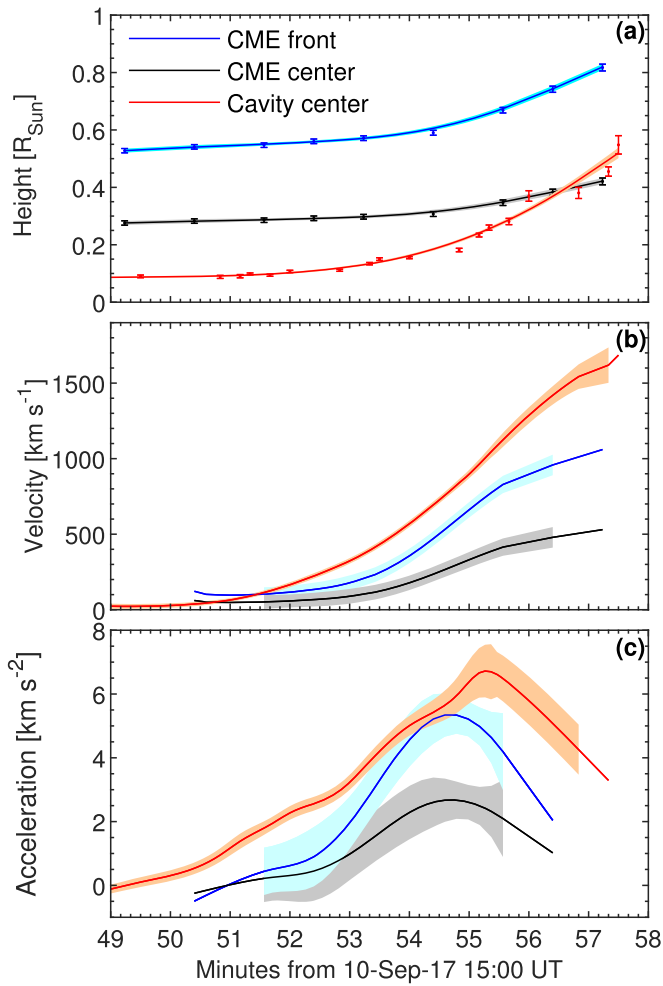 (a)
CME front
CME center
Cavity center
Height [R_Sun]
1
0.8
0.6
0.4
0.2
0
(b)
Velocity [km s⁻¹]
1500
1000
500
0
(c)
Acceleration [km s⁻²]
8
6
4
2
0
49 50 51 52 53 54 55 56 57 58
Minutes from 10-Sep-17 15:00 UT